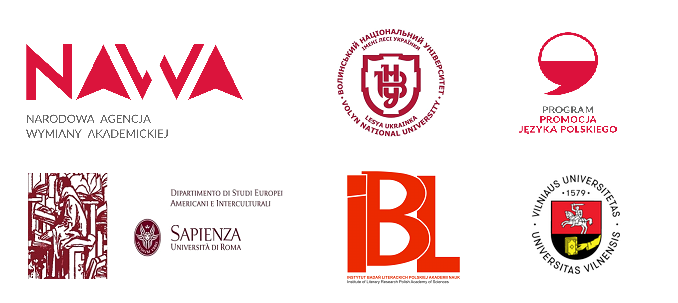 NAWA
NARODOWA AGENCJA
WYMIANY AKADEMICKIEJ
ВОЛИНСЬКИЙ НАЦІОНАЛЬНИЙ УНІВЕРСИТЕТ
ІМЕНІ ЛЕСІ УКРАЇНКИ
ВНУ
LESYA UKRAINKA
VOLYN NATIONAL UNIVERSITY
PROGRAM
PROMOCJA
JĘZYKA POLSKIEGO
DIPARTIMENTO DI STUDI EUROPEI
AMERICANI E INTERCULTURALI
SAPIENZA
UNIVERSITÀ DI ROMA
iBL
INSTYTUT BADAŃ LITERACKICH POLSKIEJ AKADEMII NAUK
Institute of Literary Research Polish Academy of Sciences
VILNIAUS UNIVERSITETAS
·1579·
UNIVERSITAS VILNENSIS